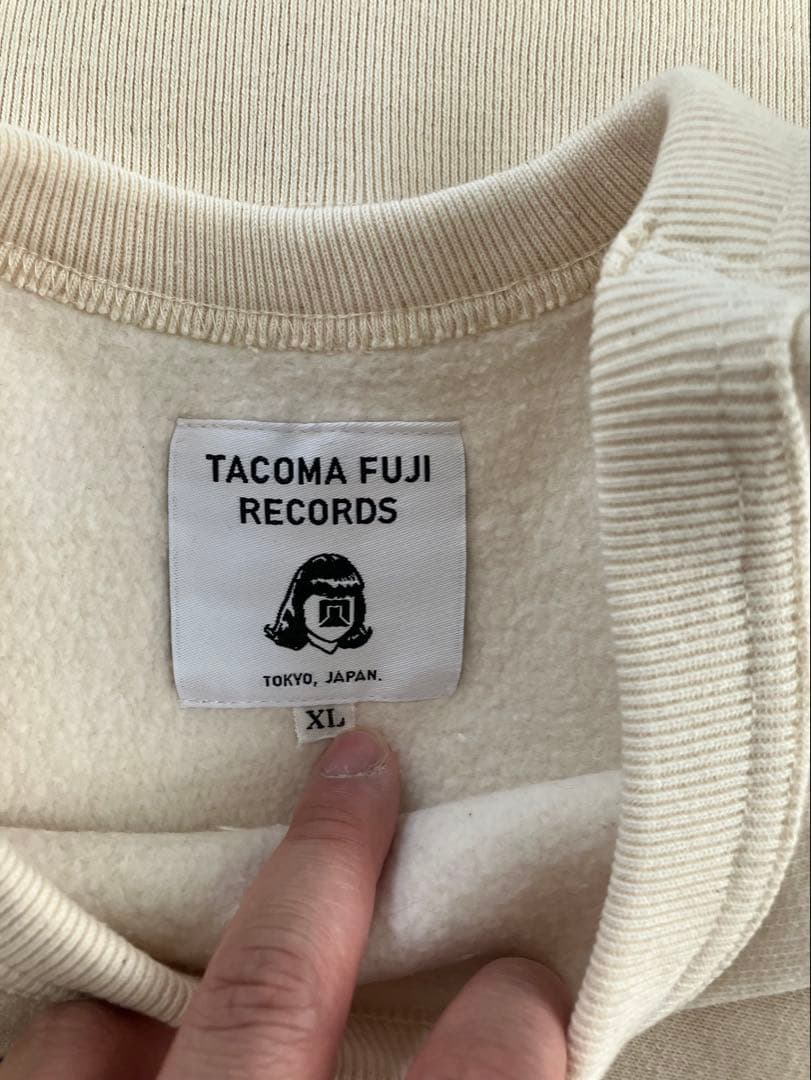 TACOMA FUJI
RECORDS
TOKYO, JAPAN.
XL